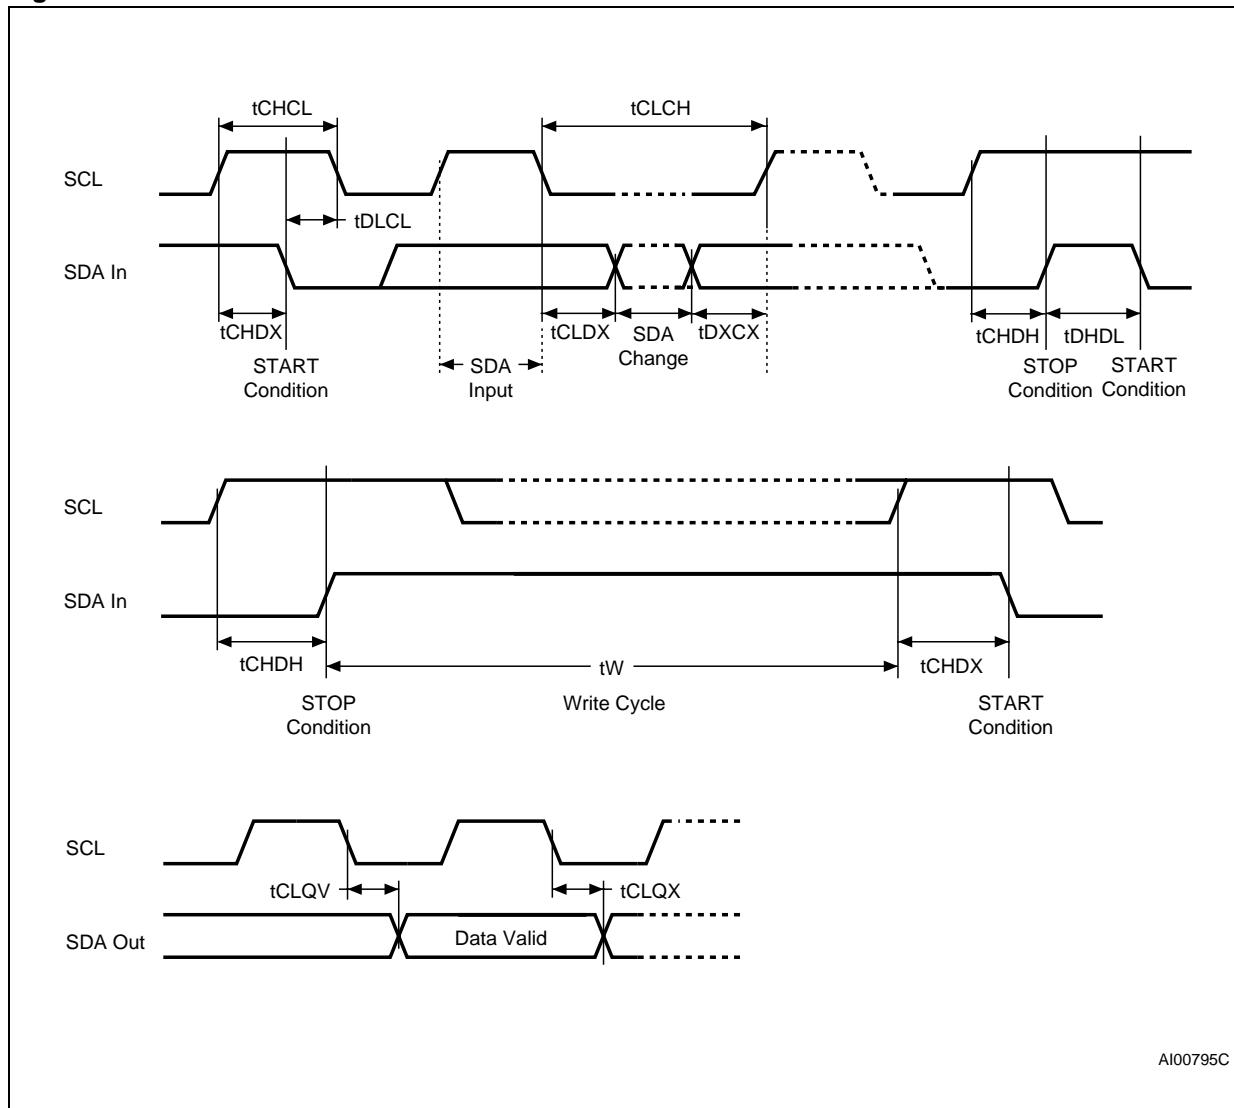 tCHCL
tCLCH
SCL
tDLCL
SDA In
tCHDX
tCLDX
SDA
Change
tDXCX
tCHDH
tDHDL
START
Condition
SDA
Input
STOP
Condition
START
Condition
SCL
SDA In
tCHDH
tW
tCHDX
STOP
Condition
Write Cycle
START
Condition
SCL
tCLQV
tCLQX
SDA Out
Data Valid
AI00795C